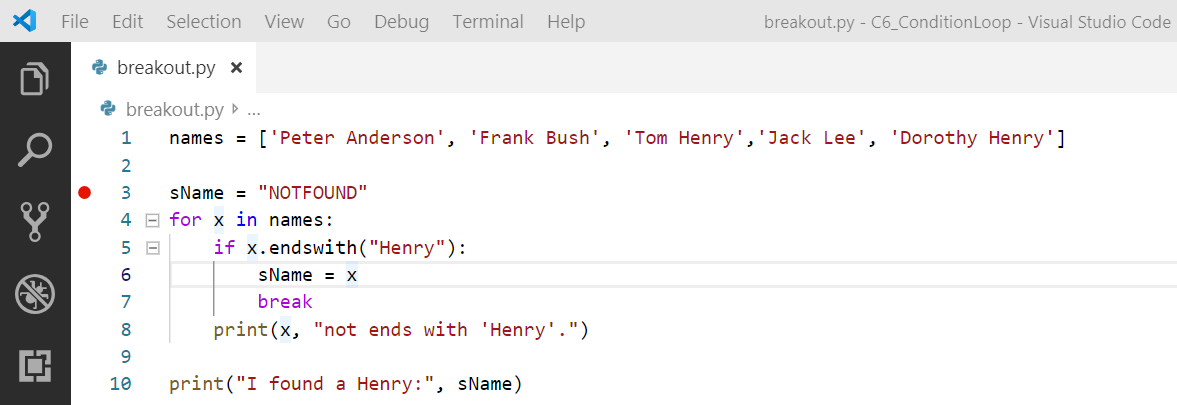 File Edit Selection View Go Debug Terminal Help breakout.py - C6_ConditionLoop - Visual Studio Code
breakout.py ×
breakout.py > ...
1 names = ['Peter Anderson', 'Frank Bush', 'Tom Henry','Jack Lee', 'Dorothy Henry']
2
3 sName = "NOTFOUND"
4 for x in names:
5     if x.endswith("Henry"):
6         sName = x
7         break
8     print(x, "not ends with 'Henry'.")
9
10 print("I found a Henry:", sName)